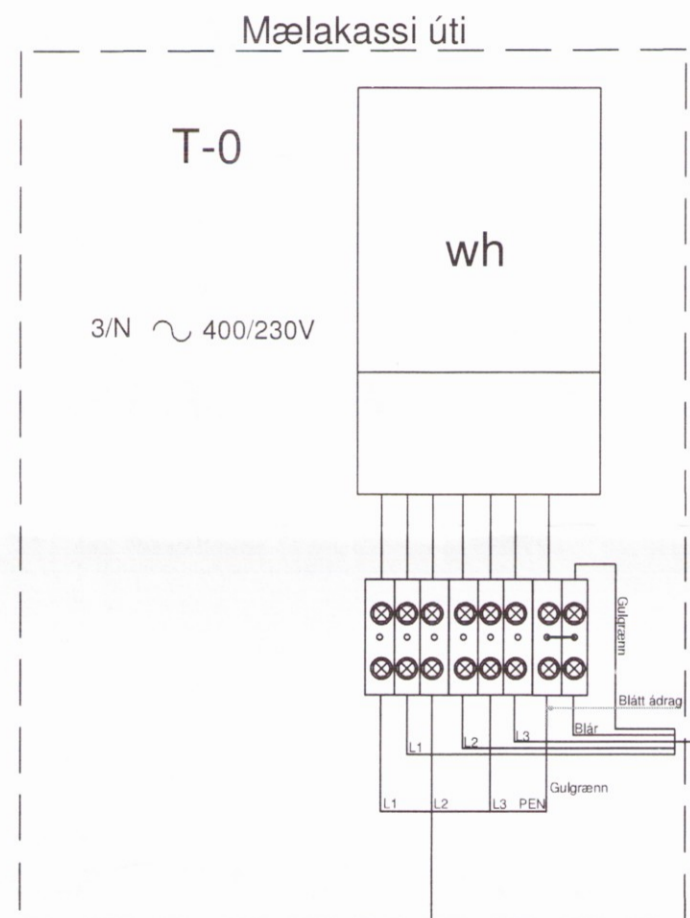 Mælakassi úti
T-0
wh
3/N 400/230V
Gulgrænn
Blátt ádrag
L1
L2
L3
Blár
Gulgrænn
L1
L2
L3
PEN